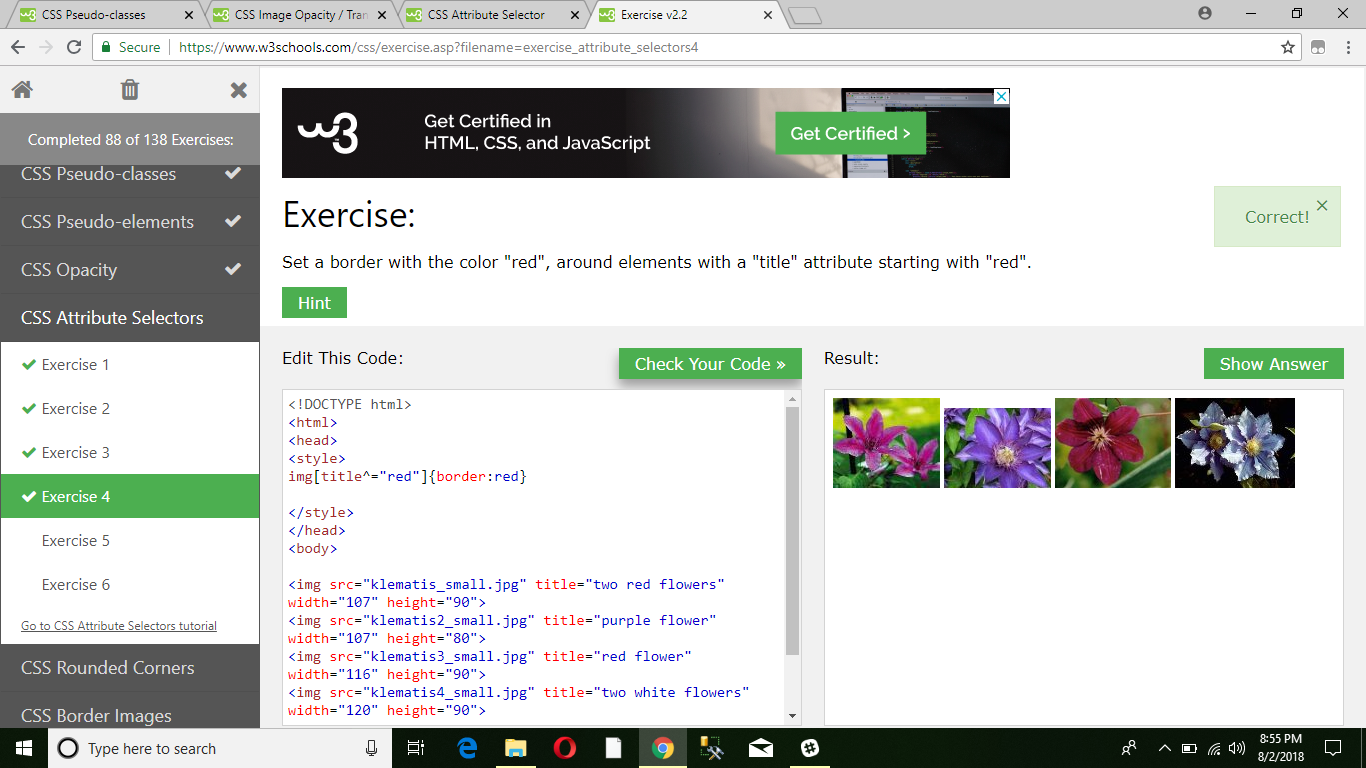 CSS Pseudo-classes
CSS Image Opacity / Tran
CSS Attribute Selector
Exercise v2.2
Secure
https://www.w3schools.com/css/exercise.asp?filename=exercise_attribute_selectors4
Completed 88 of 138 Exercises:
CSS Pseudo-classes
CSS Pseudo-elements
CSS Opacity
CSS Attribute Selectors
Exercise 1
Exercise 2
Exercise 3
Exercise 4
Exercise 5
Exercise 6
Go to CSS Attribute Selectors tutorial
CSS Rounded Corners
CSS Border Images
w3
Get Certified in
HTML, CSS, and JavaScript
Get Certified >
Exercise:
Correct!
Set a border with the color "red", around elements with a "title" attribute starting with "red".
Hint
Edit This Code:
Check Your Code »
Result:
Show Answer
<!DOCTYPE html>
<html>
<head>
<style>
img[title^="red"]{border:red}
</style>
</head>
<body>
<img src="klematis_small.jpg" title="two red flowers"
width="107" height="90">
<img src="klematis2_small.jpg" title="purple flower"
width="107" height="80">
<img src="klematis3_small.jpg" title="red flower"
width="116" height="90">
<img src="klematis4_small.jpg" title="two white flowers"
width="120" height="90">
Type here to search
8:55 PM
8/2/2018